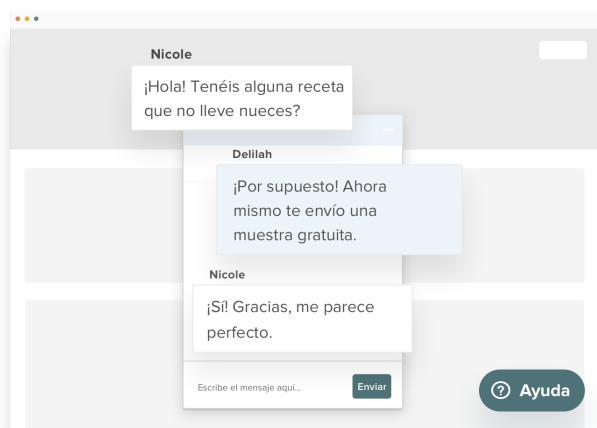 Nicole
¡Hola! Tenéis alguna receta
que no lleve nueces?
Delilah
¡Por supuesto! Ahora
mismo te envío una
muestra gratuita.
Nicole
¡Sí! Gracias, me parece
perfecto.
Escribe el mensaje aquí...
Enviar
Ayuda